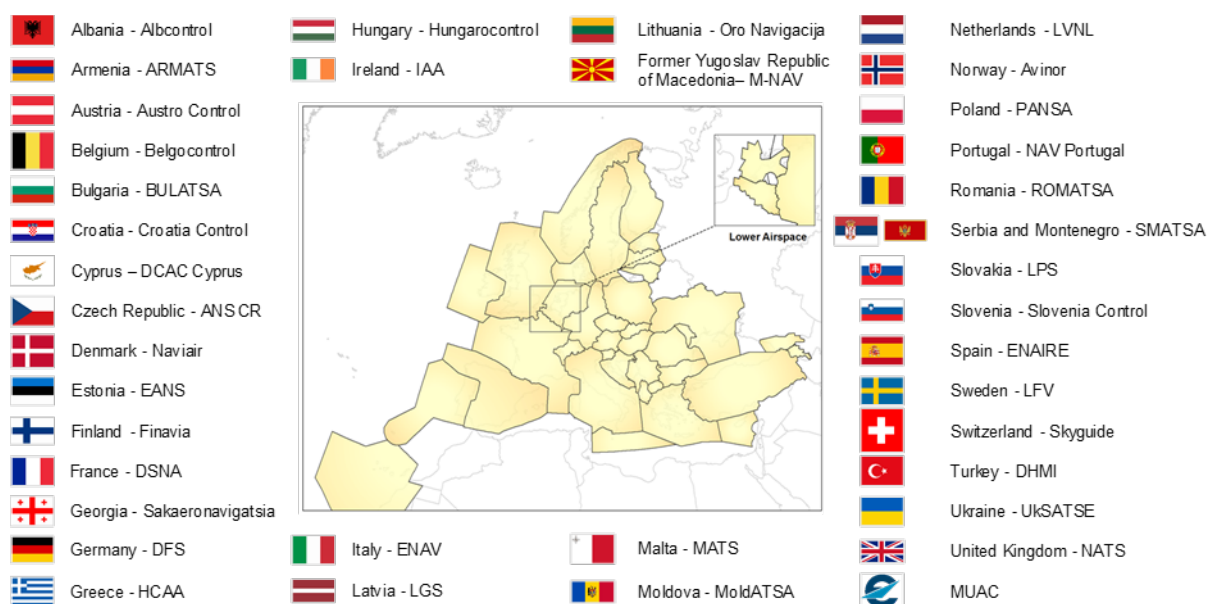 Albania - Albcontrol
Armenia - ARMATS
Austria - Austro Control
Belgium - Belgocontrol
Bulgaria - BULATSA
Croatia - Croatia Control
Cyprus – DCAC Cyprus
Czech Republic - ANS CR
Denmark - Naviair
Estonia - EANS
Finland - Finavia
France - DSNA
Georgia - Sakaeronavigatsia
Germany - DFS
Greece - HCAA
Hungary - Hungarocontrol
Ireland - IAA
Italy - ENAV
Latvia - LGS
Lithuania - Oro Navigacija
Former Yugoslav Republic
of Macedonia– M-NAV
Lower Airspace
Malta - MATS
Moldova - MoldATSA
Netherlands - LVNL
Norway - Avinor
Poland - PANSA
Portugal - NAV Portugal
Romania - ROMATSA
Serbia and Montenegro - SMATSA
Slovakia - LPS
Slovenia - Slovenia Control
Spain - ENAIRE
Sweden - LFV
Switzerland - Skyguide
Turkey - DHMI
Ukraine - UkSATSE
United Kingdom - NATS
MUAC